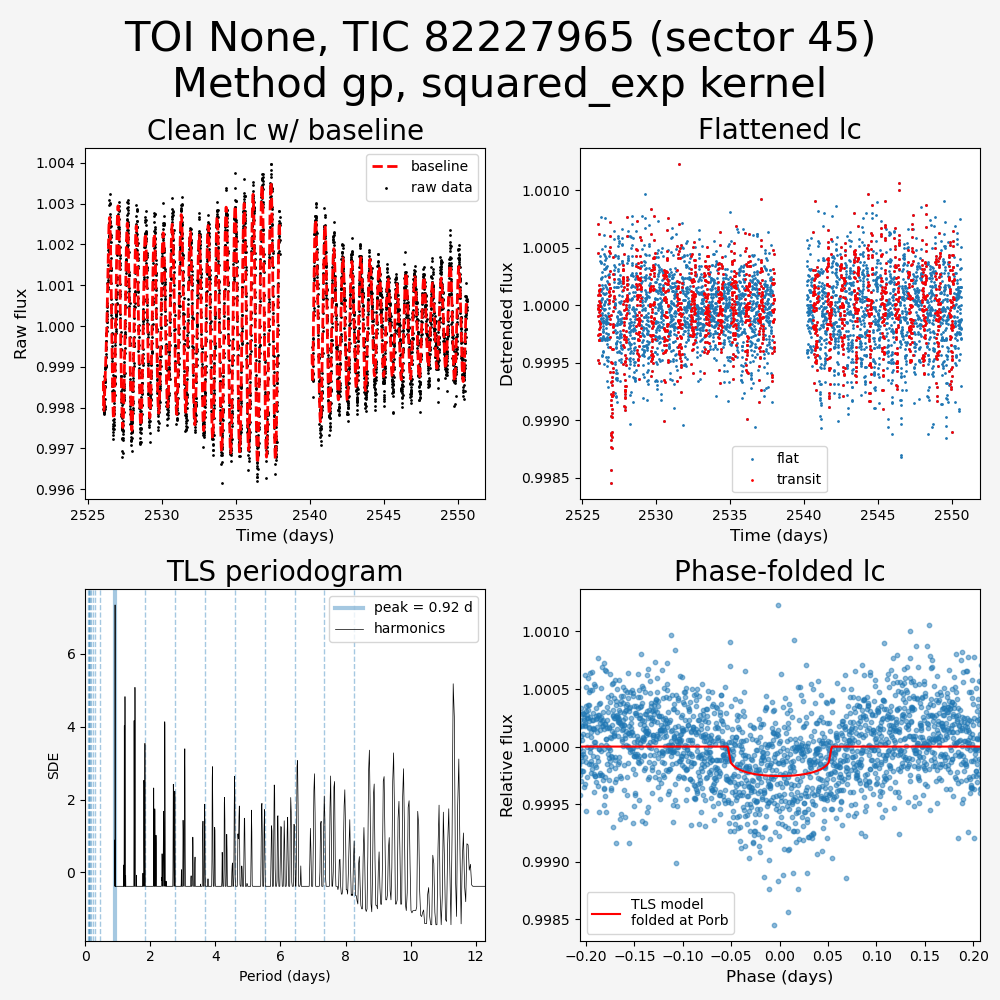 TOI None, TIC 82227965 (sector 45)
Method gp, squared_exp kernel
Clean lc w/ baseline
baseline
raw data
1.004
1.003
1.002
1.001
1.000
0.999
0.998
0.997
0.996
Raw flux
2525
2530
2535
2540
2545
2550
Time (days)
Flattened lc
1.0010
1.0005
1.0000
0.9995
0.9990
0.9985
Detrended flux
flat
transit
2525
2530
2535
2540
2545
2550
Time (days)
TLS periodogram
peak = 0.92 d
harmonics
6
4
2
0
SDE
0
2
4
6
8
10
12
Period (days)
Phase-folded lc
1.0010
1.0005
1.0000
0.9995
0.9990
0.9985
Relative flux
TLS model
folded at Porb
−0.20
−0.15
−0.10
−0.05
0.00
0.05
0.10
0.15
0.20
Phase (days)